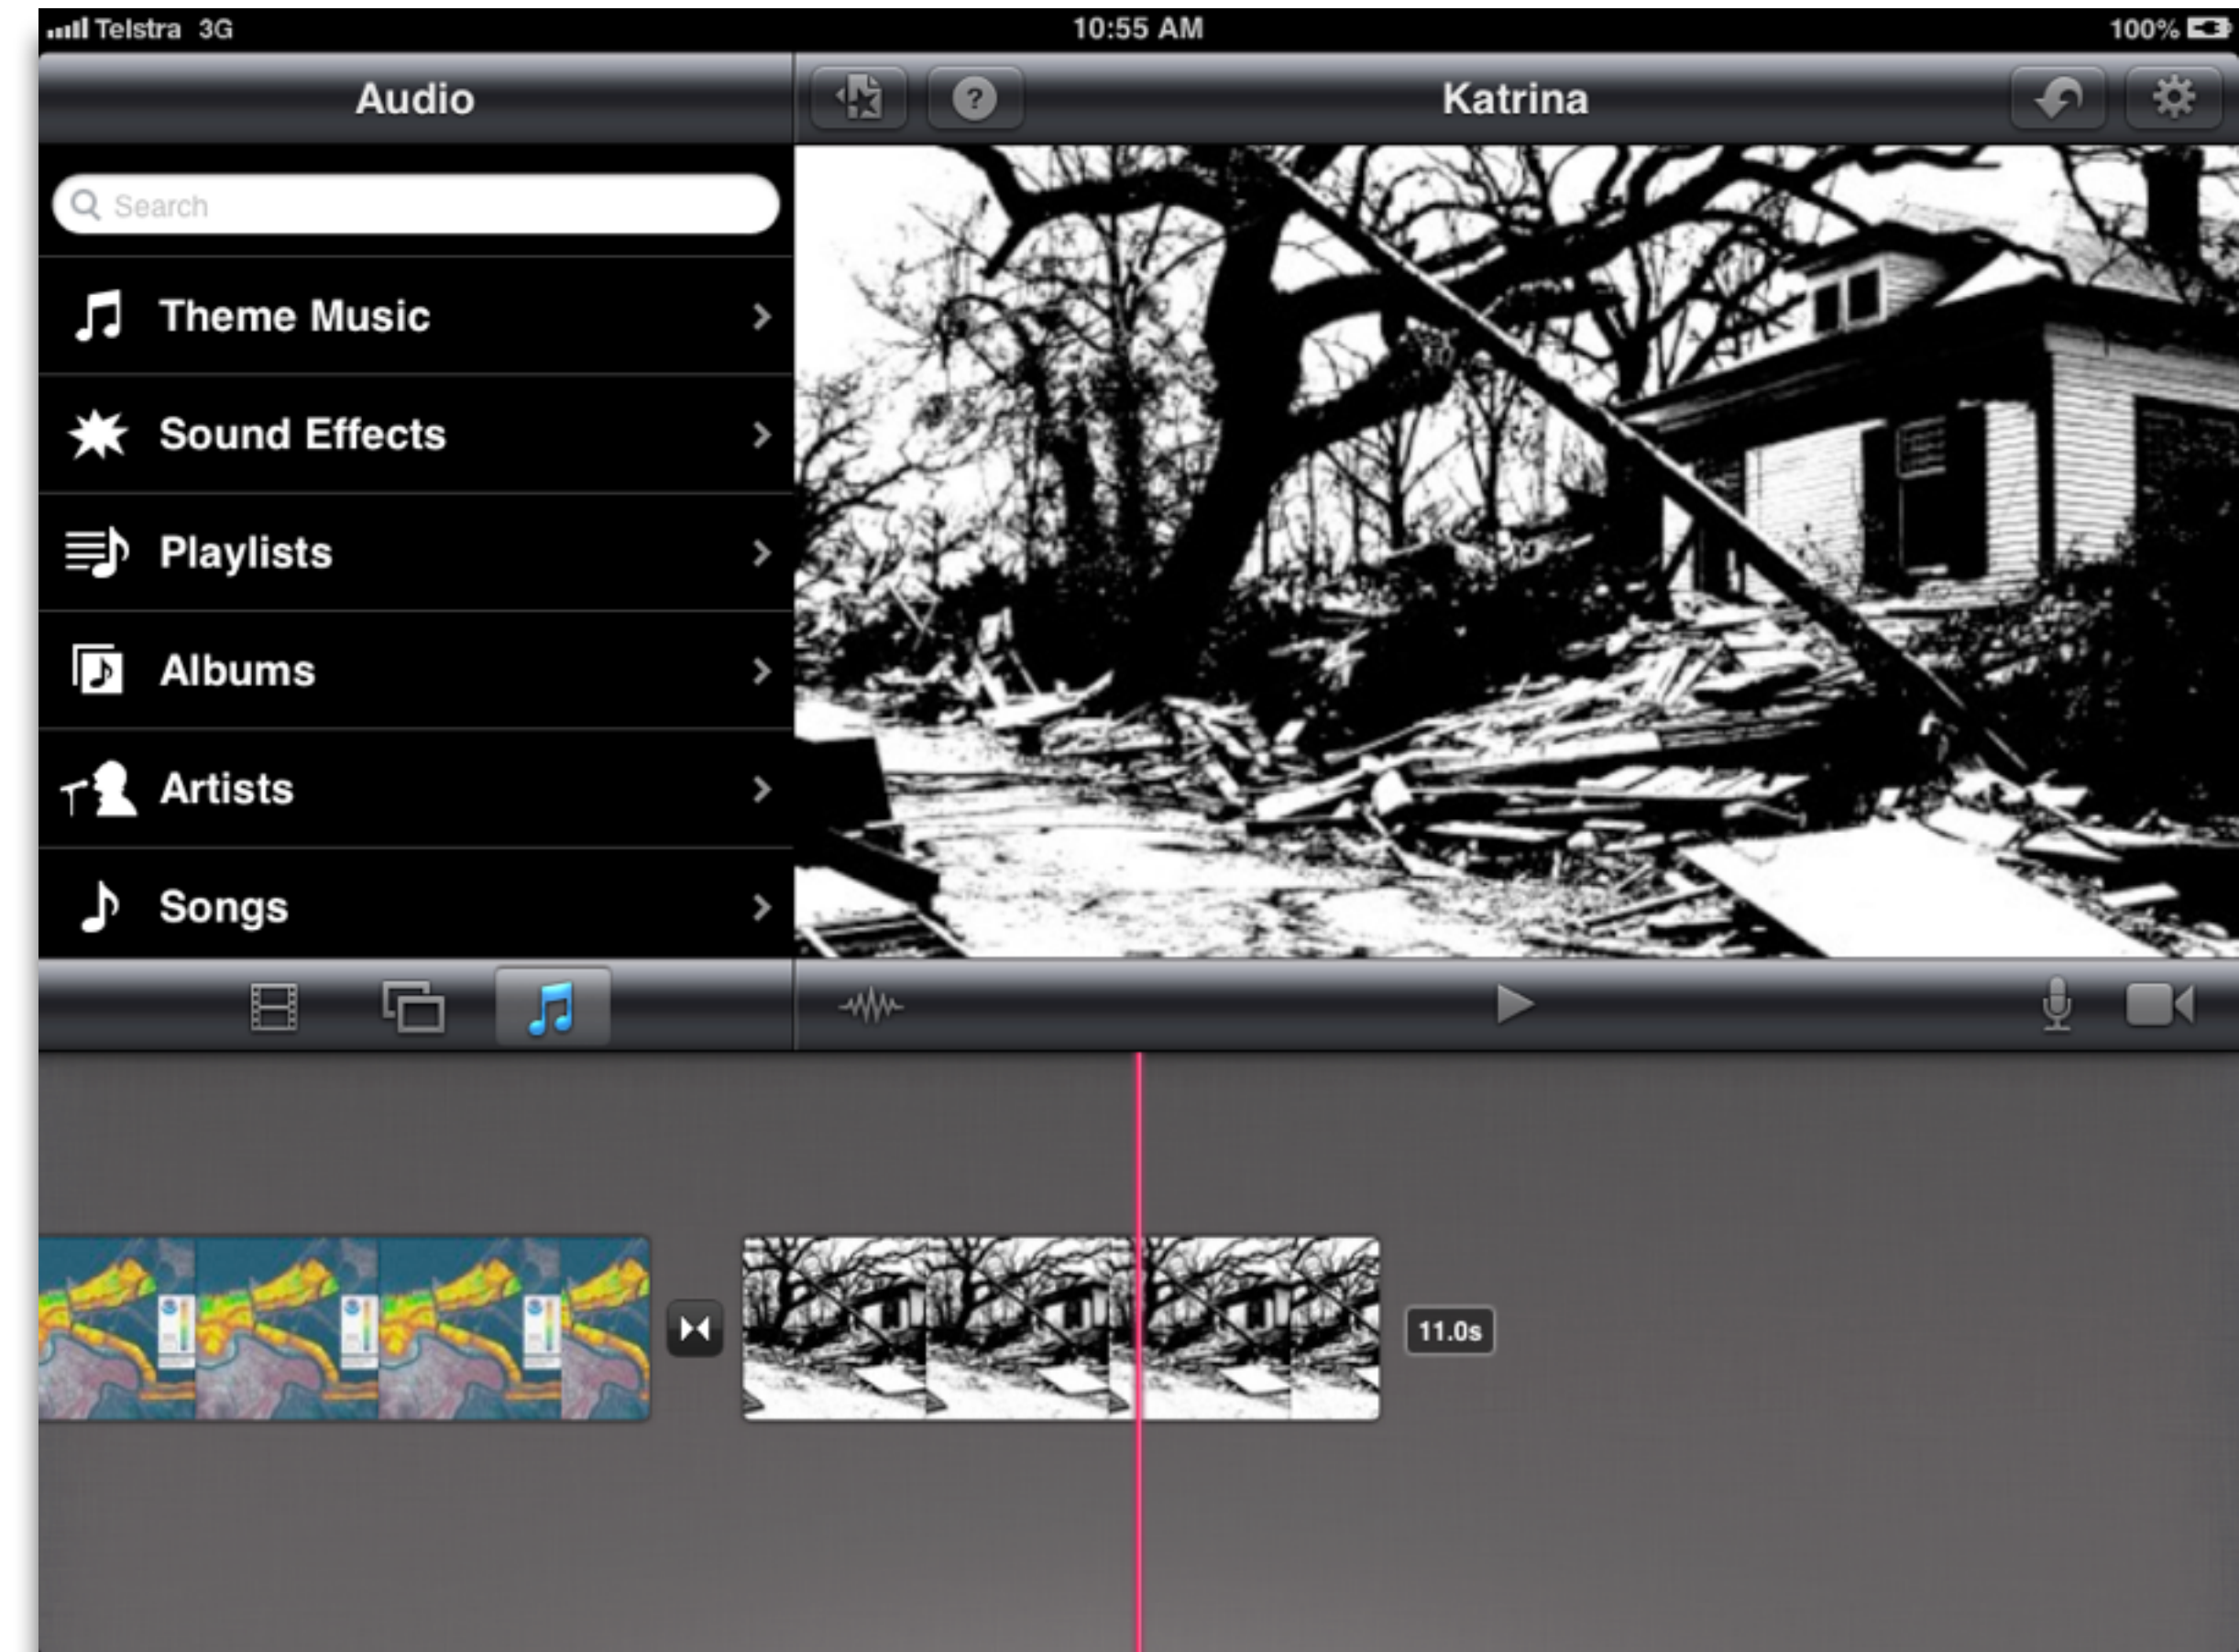 Telstra 3G 10:55 AM 100%
Audio ? Katrina
Search
Theme Music
Sound Effects
Playlists
Albums
Artists
Songs
11.0s